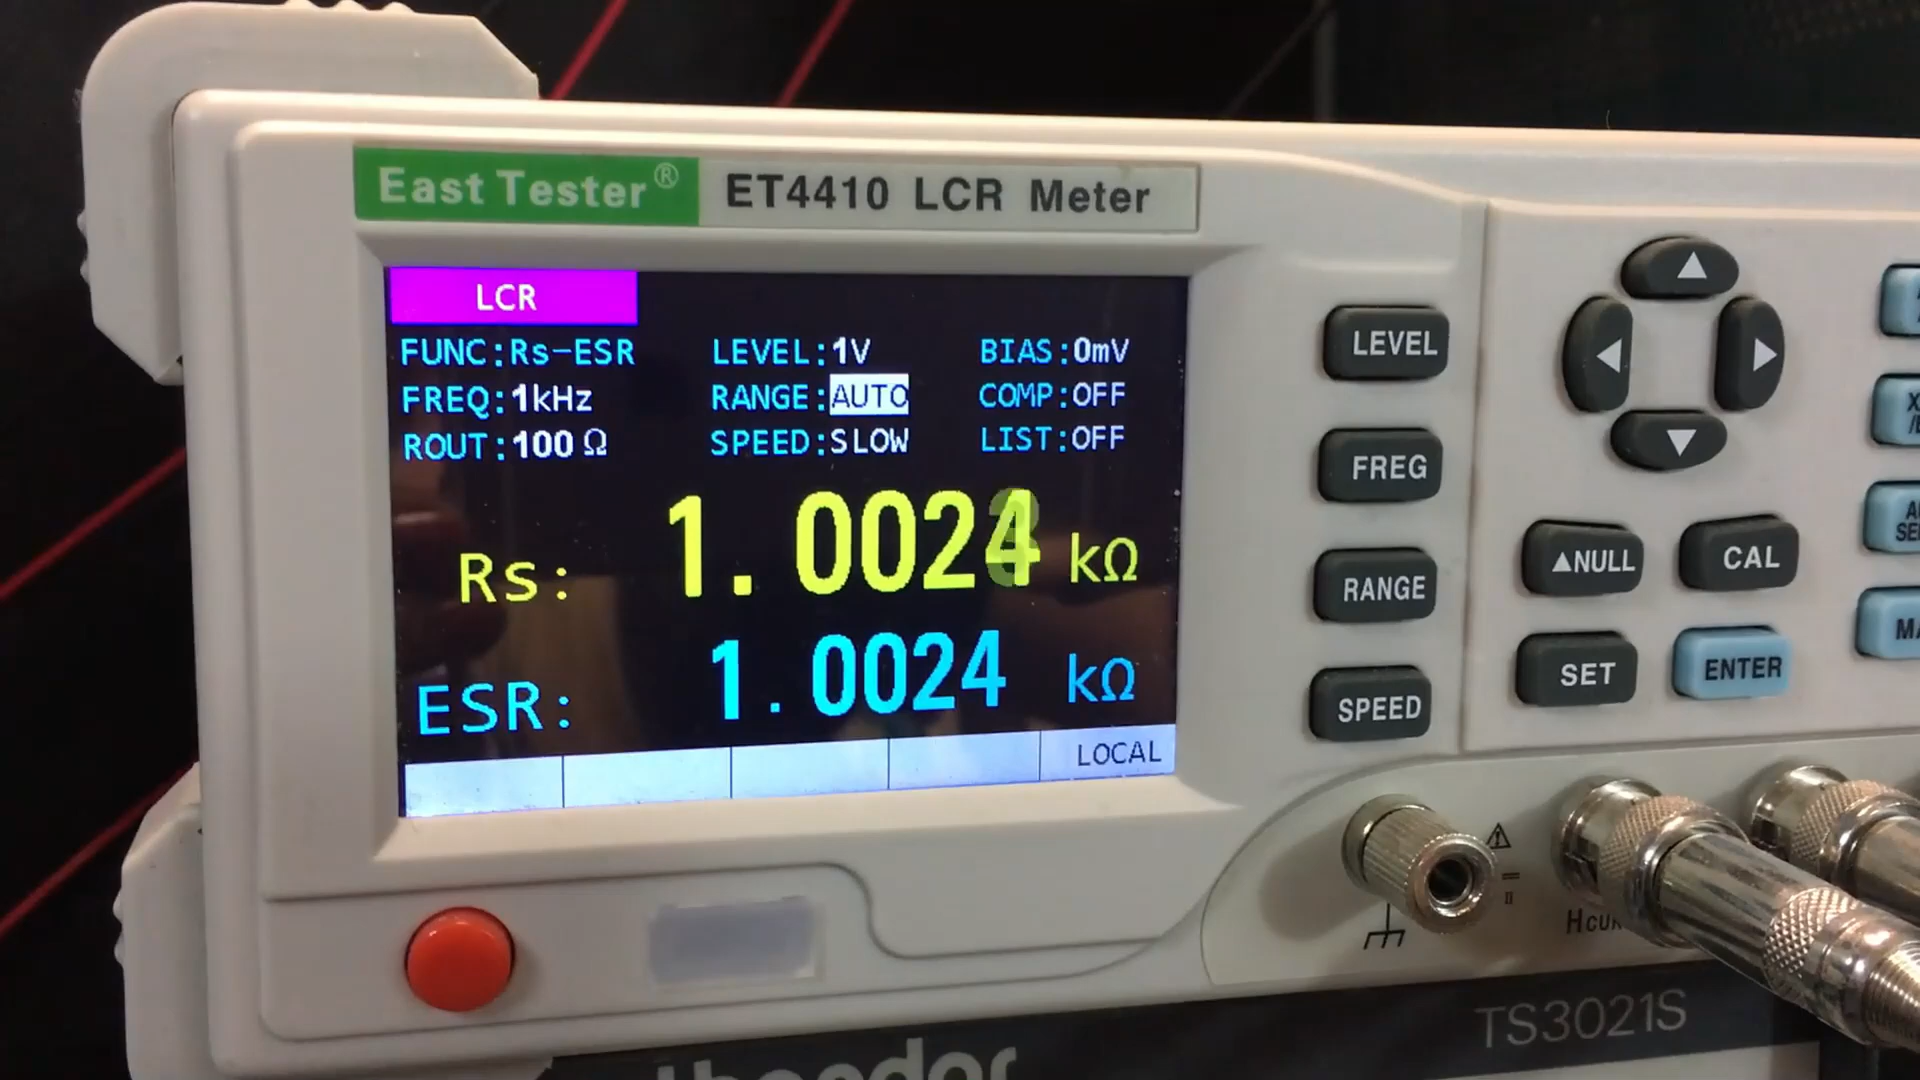 East Tester® ET4410 LCR Meter
LCR
FUNC:Rs-ESR LEVEL:1V BIAS:0mV
FREQ:1kHz RANGE:AUTO COMP:OFF
ROUT:100 Ω SPEED:SLOW LIST:OFF
Rs: 1.0024 kΩ
ESR: 1.0024 kΩ
LOCAL
LEVEL
FREG
RANGE
SPEED
▲NULL
CAL
SET
ENTER
TS3021S